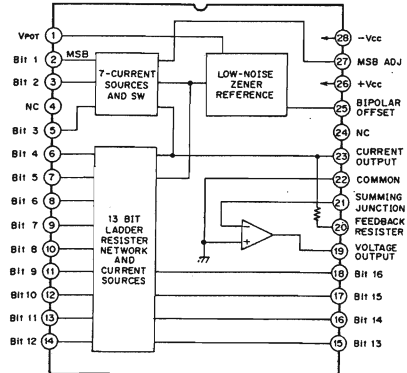 VPOT 1
Bit 1 2 MSB
Bit 2 3
NC 4
Bit 3 5
Bit 4 6
Bit 5 7
Bit 6 8
Bit 7 9
Bit 8 10
Bit 9 11
Bit 10 12
Bit 11 13
Bit 12 14
7-CURRENT
SOURCES
AND SW
LOW-NOISE
ZENER
REFERENCE
13 BIT
LADDER
RESISTER
NETWORK
AND
CURRENT
SOURCES
28 -Vcc
27 MSB ADJ
26 +Vcc
25 BIPOLAR
OFFSET
24 NC
23 CURRENT
OUTPUT
22 COMMON
21 SUMMING
JUNCTION
20 FEEDBACK
RESISTER
19 VOLTAGE
OUTPUT
18 Bit 16
17 Bit 15
16 Bit 14
15 Bit 13
−
+